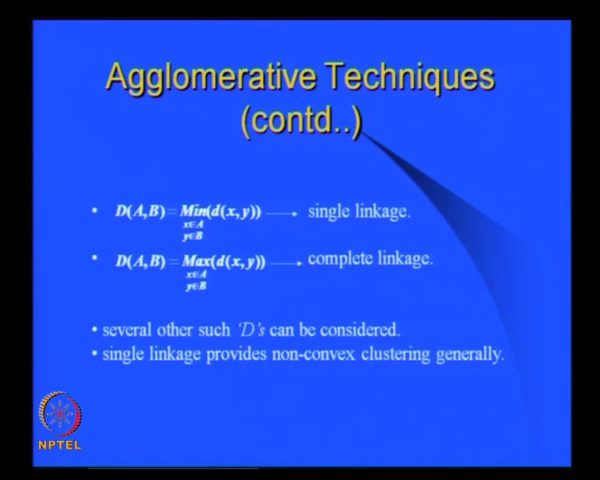 Agglomerative Techniques
(contd..)
• D(A,B) = Min(d(x,y)) → single linkage.
x∈A
y∈B
• D(A,B) = Max(d(x,y)) → complete linkage.
x∈A
y∈B
• several other such 'D's can be considered.
• single linkage provides non-convex clustering generally.
NPTEL